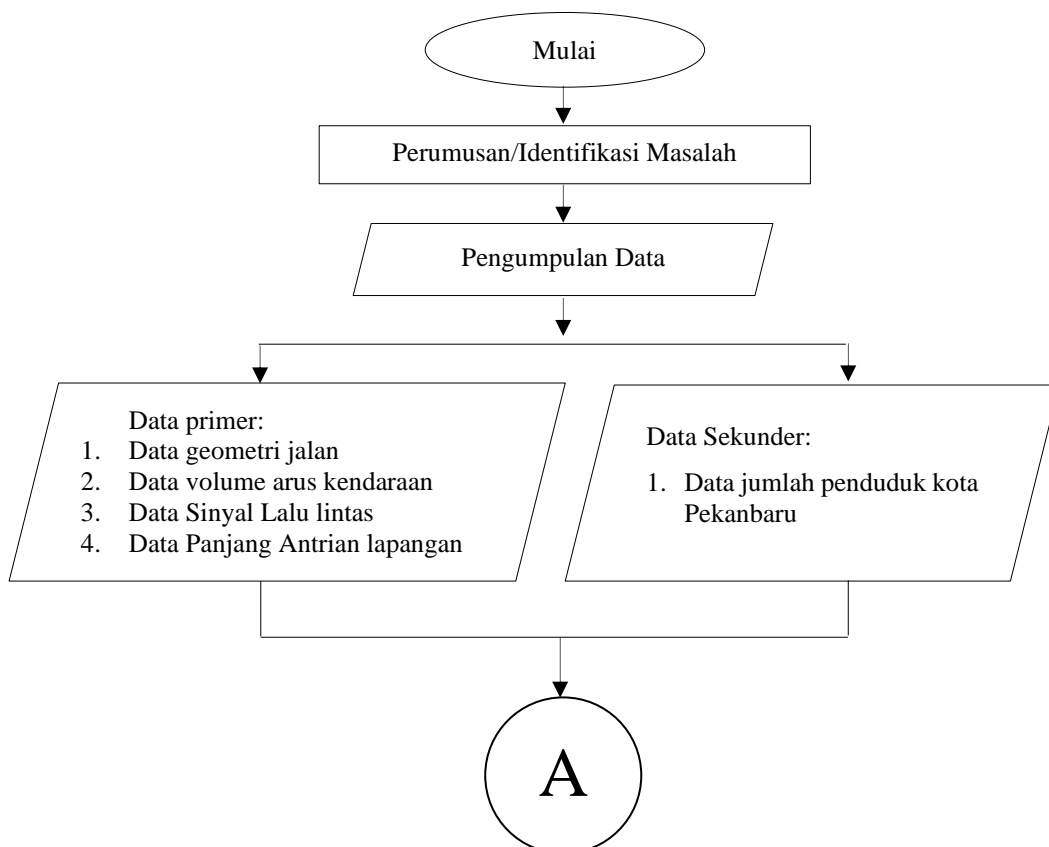 Mulai
Perumusan/Identifikasi Masalah
Pengumpulan Data
Data primer:
1. Data geometri jalan
2. Data volume arus kendaraan
3. Data Sinyal Lalu lintas
4. Data Panjang Antrian lapangan
Data Sekunder:
1. Data jumlah penduduk kota
Pekanbaru
A